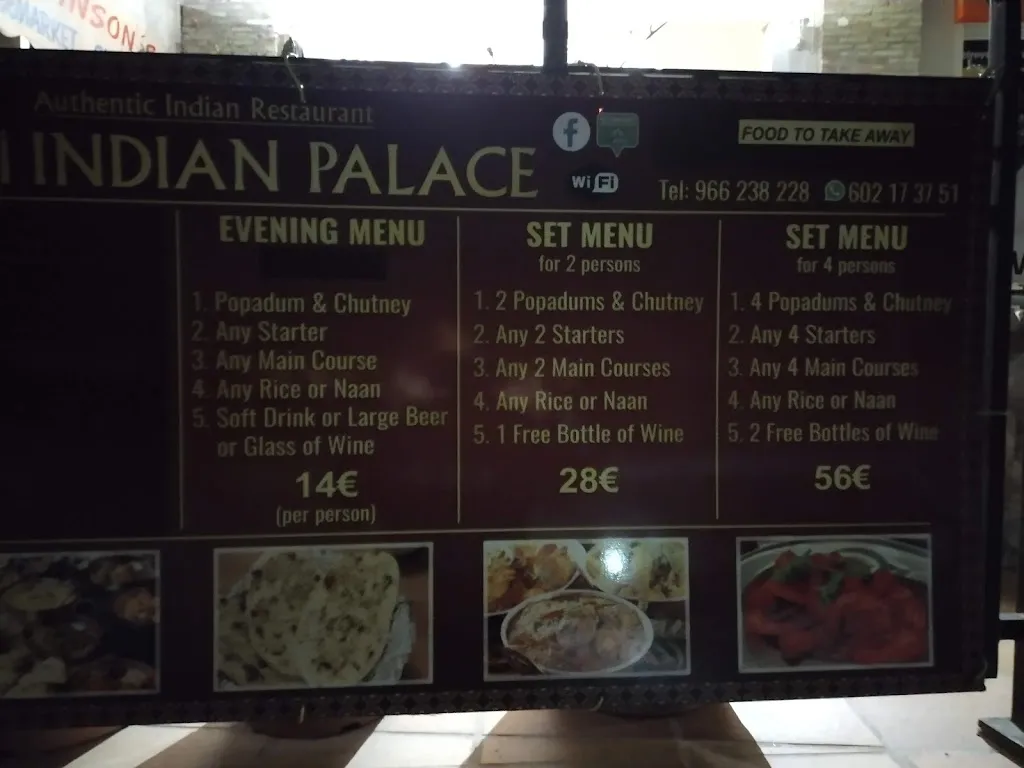 INSON'S
MARKET
Authentic Indian Restaurant
INDIAN PALACE
f
WiFi
FOOD TO TAKE AWAY
Tel: 966 238 228 602 17 37 51
EVENING MENU
1. Popadum & Chutney
2. Any Starter
3. Any Main Course
4. Any Rice or Naan
5. Soft Drink or Large Beer
or Glass of Wine
14€
(per person)
SET MENU
for 2 persons
1. 2 Popadums & Chutney
2. Any 2 Starters
3. Any 2 Main Courses
4. Any Rice or Naan
5. 1 Free Bottle of Wine
28€
SET MENU
for 4 persons
1. 4 Popadums & Chutney
2. Any 4 Starters
3. Any 4 Main Courses
4. Any Rice or Naan
5. 2 Free Bottles of Wine
56€